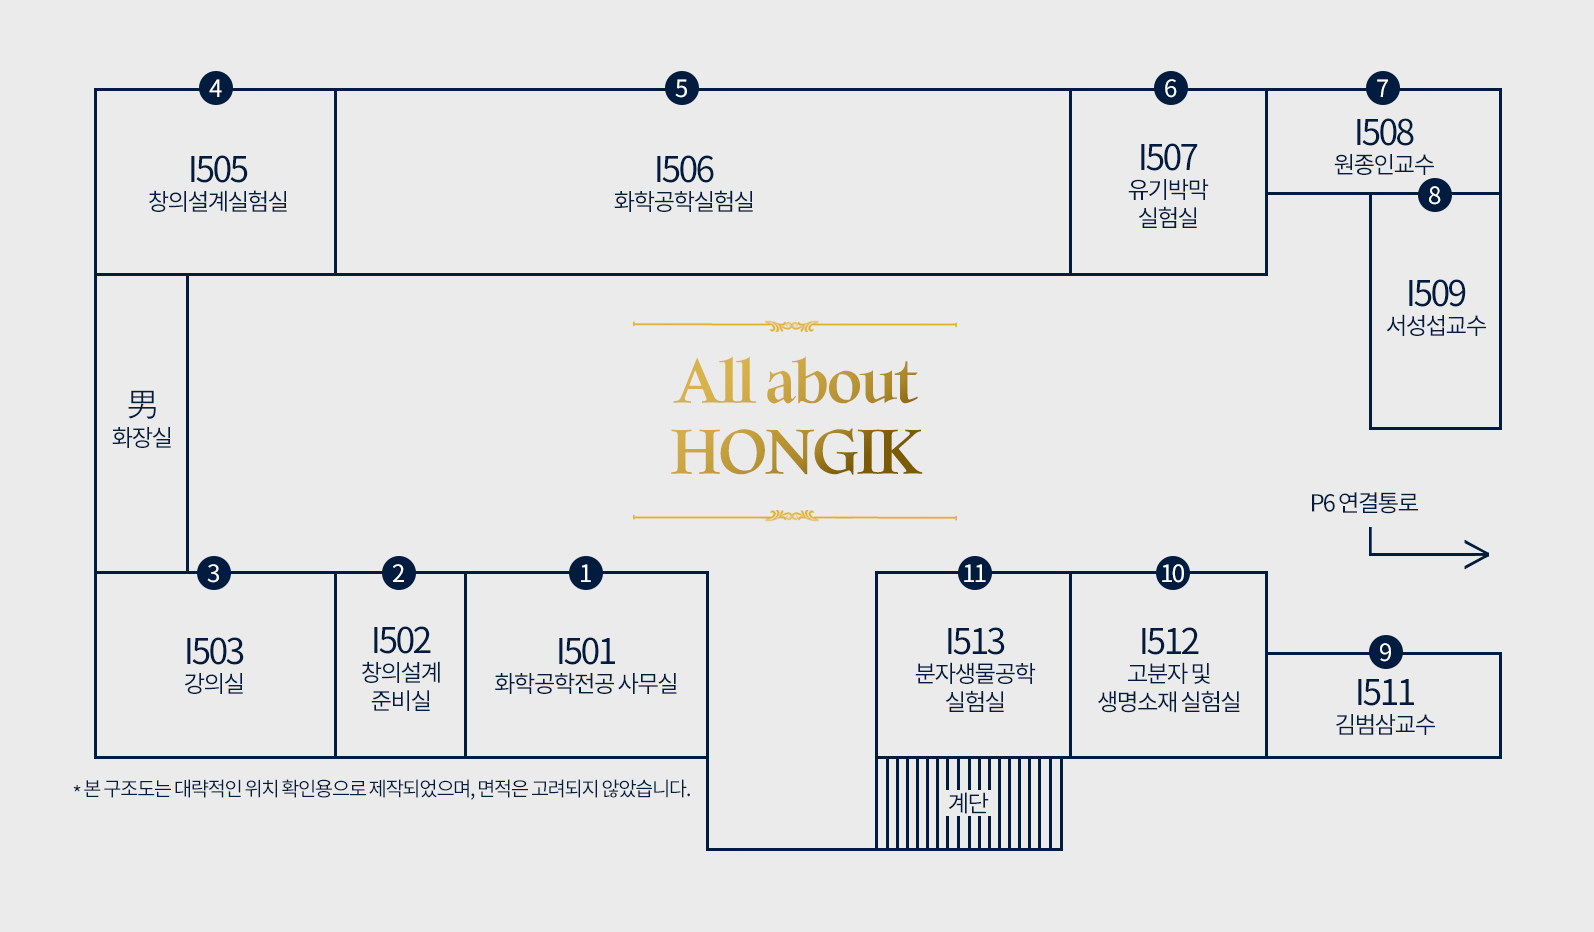 4
I505
창의설계실험실
5
I506
화학공학실험실
6
I507
유기박막
실험실
7
I508
원종인교수
8
I509
서성섭교수
男
화장실
All about
HONGIK
P6 연결통로
3
I503
강의실
2
I502
창의설계
준비실
1
I501
화학공학전공 사무실
11
I513
분자생물공학
실험실
10
I512
고분자 및
생명소재 실험실
9
I511
김범삼교수
* 본 구조도는 대략적인 위치 확인용으로 제작되었으며, 면적은 고려되지 않았습니다.
계단